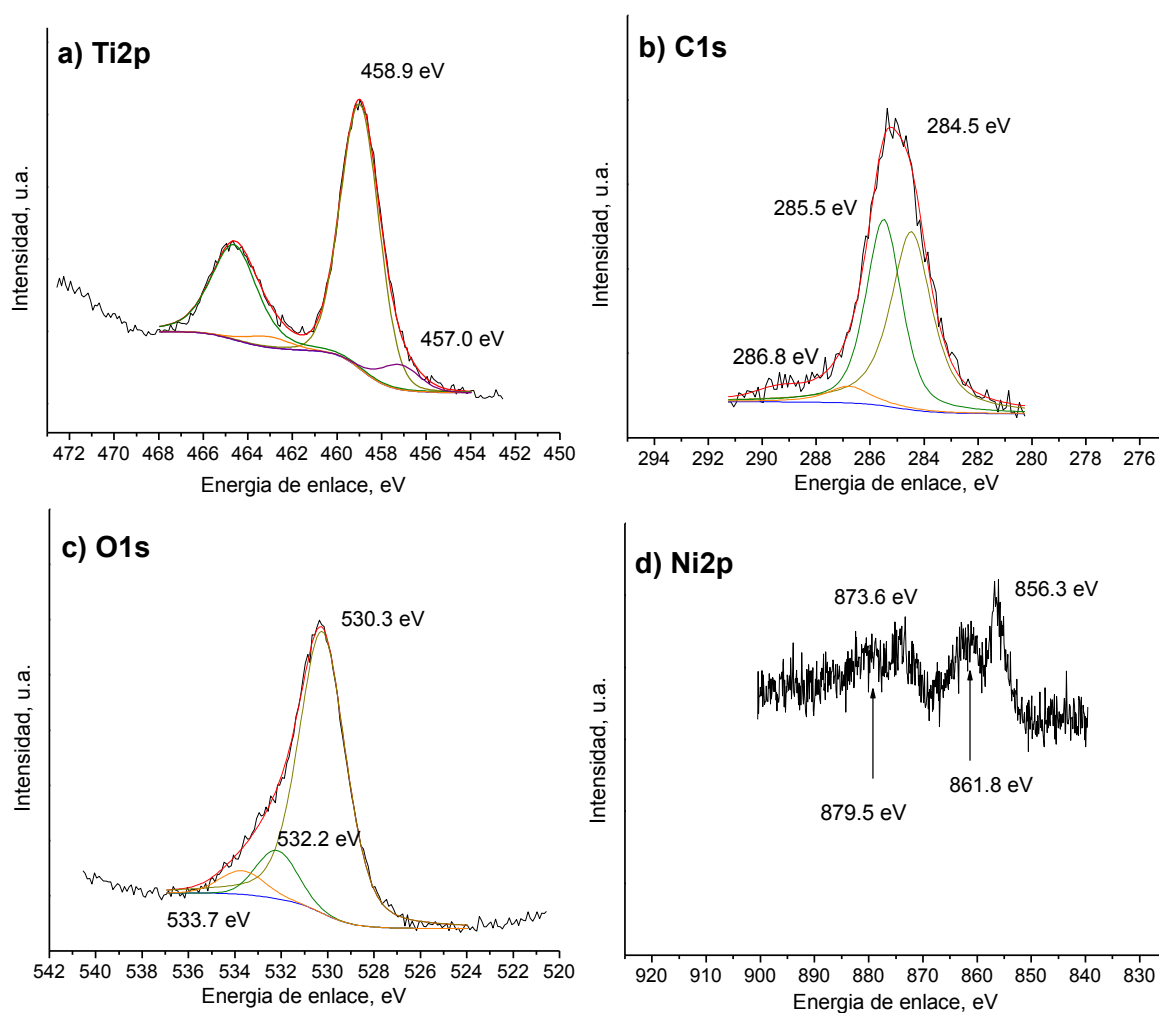 a) Ti2p
458.9 eV
457.0 eV
Intensidad, u.a.
472 470 468 466 464 462 460 458 456 454 452 450
Energia de enlace, eV
b) C1s
284.5 eV
285.5 eV
286.8 eV
Intensidad, u.a.
294 292 290 288 286 284 282 280 278 276
Energia de enlace, eV
c) O1s
530.3 eV
532.2 eV
533.7 eV
Intensidad, u.a.
542 540 538 536 534 532 530 528 526 524 522 520
Energia de enlace, eV
d) Ni2p
873.6 eV
856.3 eV
861.8 eV
879.5 eV
Intensidad, u.a.
920 910 900 890 880 870 860 850 840 830
Energia de enlace, eV